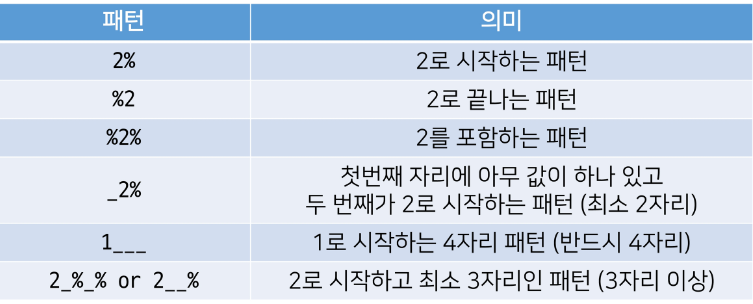 패턴 의미
2% 2로 시작하는 패턴
%2 2로 끝나는 패턴
%2% 2를 포함하는 패턴
_2% 첫번째 자리에 아무 값이 하나 있고
두 번째가 2로 시작하는 패턴 (최소 2자리)
1___ 1로 시작하는 4자리 패턴 (반드시 4자리)
2_%_% or 2__% 2로 시작하고 최소 3자리인 패턴 (3자리 이상)